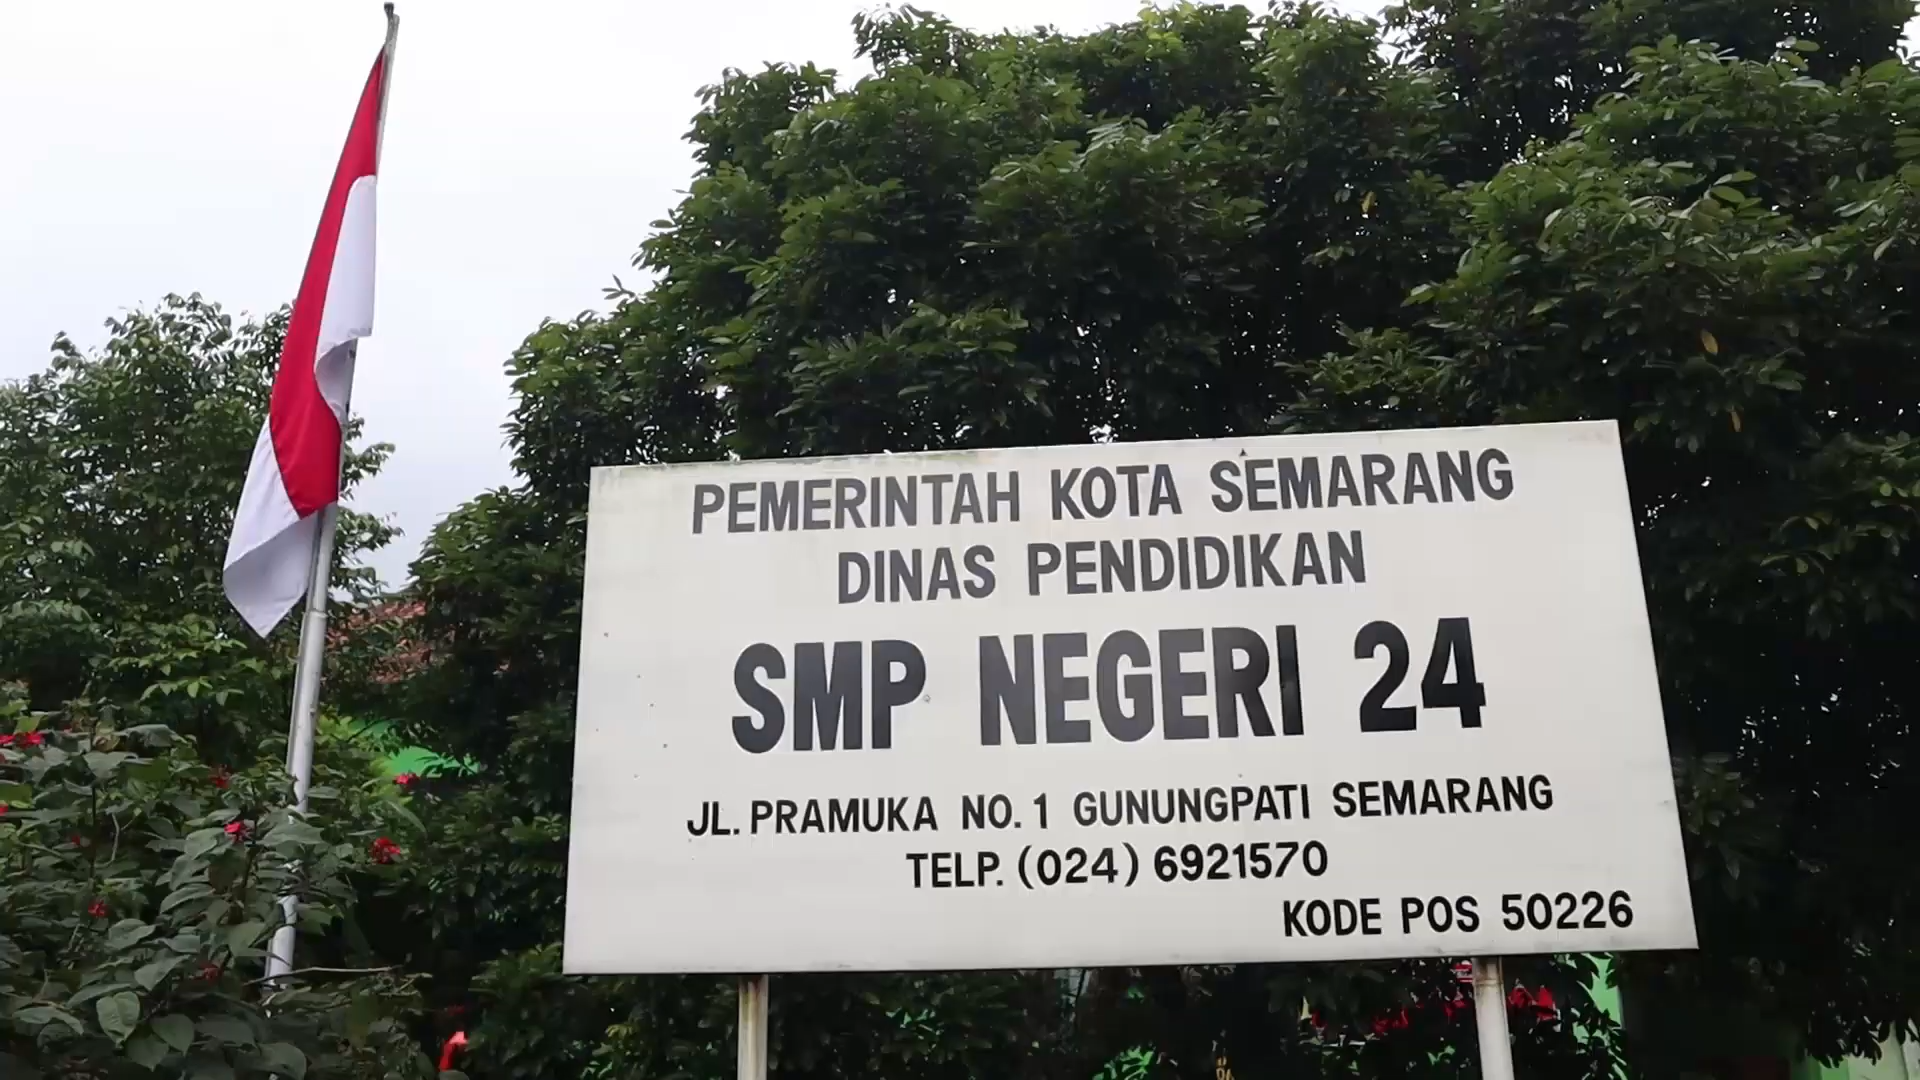 PEMERINTAH KOTA SEMARANG
DINAS PENDIDIKAN
SMP NEGERI 24
JL. PRAMUKA NO. 1 GUNUNGPATI SEMARANG
TELP. (024) 6921570
KODE POS 50226